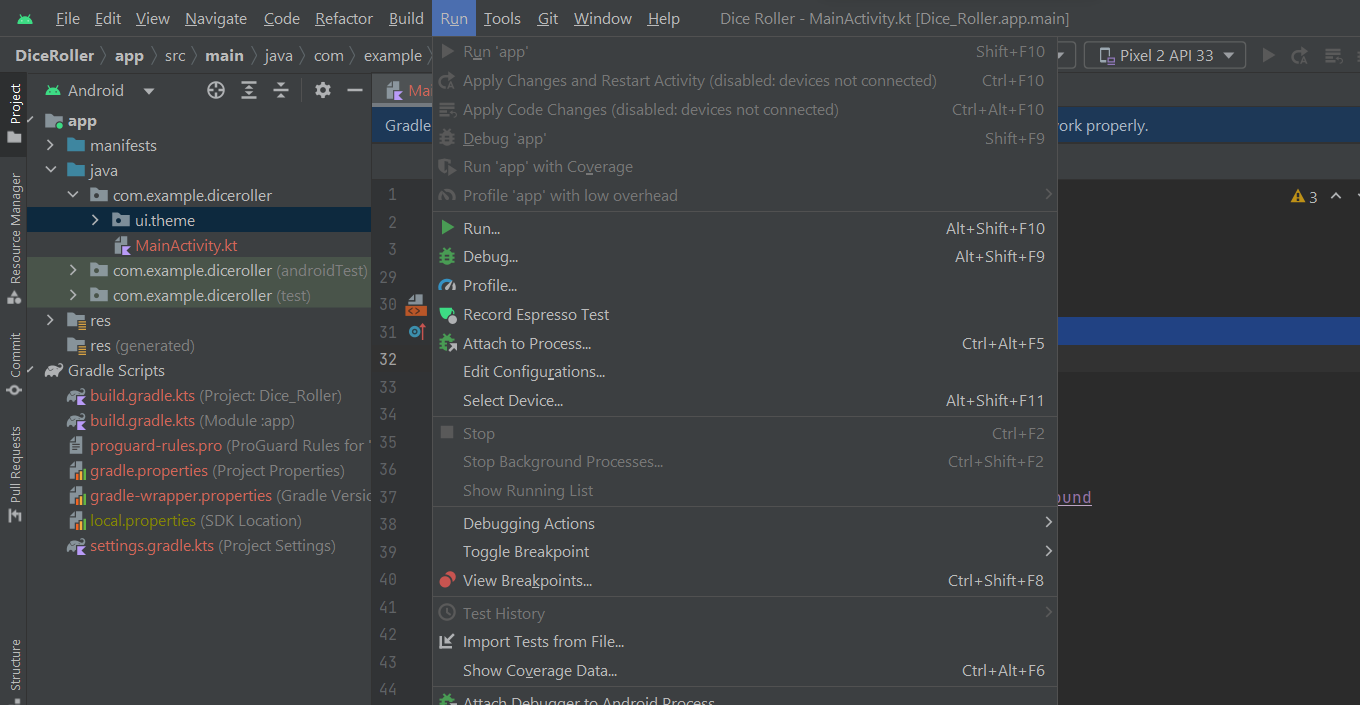 File Edit View Navigate Code Refactor Build Run Tools Git Window Help Dice Roller - MainActivity.kt [Dice_Roller.app.main]
DiceRoller app src main java com example Pixel 2 API 33
Project
Android
Gradle ork properly.
app
manifests
java
com.example.diceroller
ui.theme
MainActivity.kt
com.example.diceroller (androidTest)
com.example.diceroller (test)
res
res (generated)
Gradle Scripts
build.gradle.kts (Project: Dice_Roller)
build.gradle.kts (Module :app)
proguard-rules.pro (ProGuard Rules for
gradle.properties (Project Properties)
gradle-wrapper.properties (Gradle Versio
local.properties (SDK Location)
settings.gradle.kts (Project Settings)
Resource Manager
Commit
Pull Requests
Structure
1
2
3
29
30
31
32
33
34
35
36
37
38
39
40
41
42
43
44
Run 'app' Shift+F10
Apply Changes and Restart Activity (disabled: devices not connected) Ctrl+F10
Apply Code Changes (disabled: devices not connected) Ctrl+Alt+F10
Debug 'app' Shift+F9
Run 'app' with Coverage
Profile 'app' with low overhead
Run... Alt+Shift+F10
Debug... Alt+Shift+F9
Profile...
Record Espresso Test
Attach to Process... Ctrl+Alt+F5
Edit Configurations...
Select Device... Alt+Shift+F11
Stop Ctrl+F2
Stop Background Processes... Ctrl+Shift+F2
Show Running List
Debugging Actions
Toggle Breakpoint
View Breakpoints... Ctrl+Shift+F8
Test History
Import Tests from File...
Show Coverage Data... Ctrl+Alt+F6
Attach Debugger to Android Process
3
ound